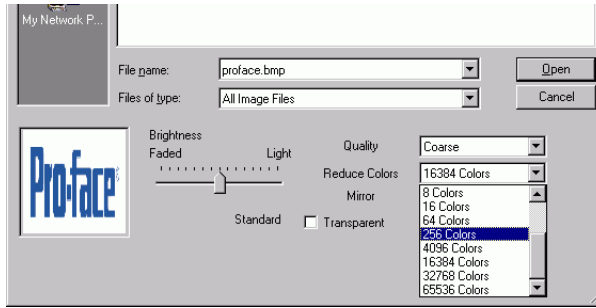 My Network P...
File name:
proface.bmp
Open
Files of type:
All Image Files
Cancel
Brightness
Faded
Light
Standard
Pro-face
Quality
Coarse
Reduce Colors
16384 Colors
Mirror
Transparent
8 Colors
16 Colors
64 Colors
256 Colors
4096 Colors
16384 Colors
32768 Colors
65536 Colors